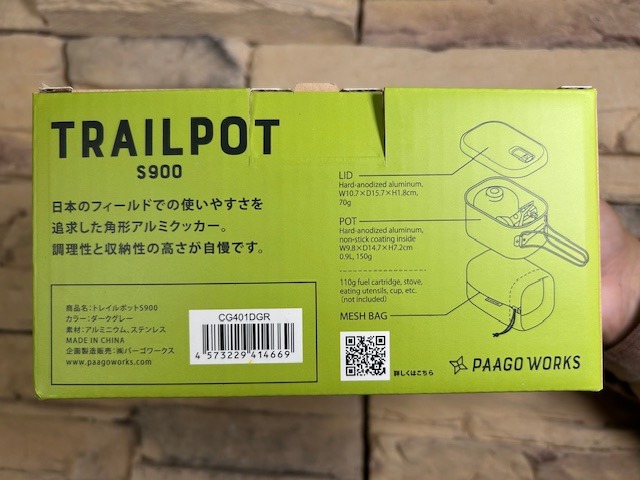 TRAILPOT
S900
日本のフィールドでの使いやすさを
追求した角形アルミクッカー。
調理性と収納性の高さが自慢です。
商品名：トレイルポットS900
カラー：ダークグレー
素材：アルミニウム、ステンレス
MADE IN CHINA
企画製造販売：㈱パーゴワークス
www.paagoworks.com
CG401DGR
4 573229 414669
LID
Hard-anodized aluminum,
W10.7×D15.7×H1.8cm,
70g
POT
Hard-anodized aluminum,
non-stick coating inside
W9.8×D14.7×H7.2cm
0.9L, 150g
110g fuel cartridge, stove,
eating utensils, cup, etc.
(not included)
MESH BAG
詳しくはこちら
PAAGO WORKS